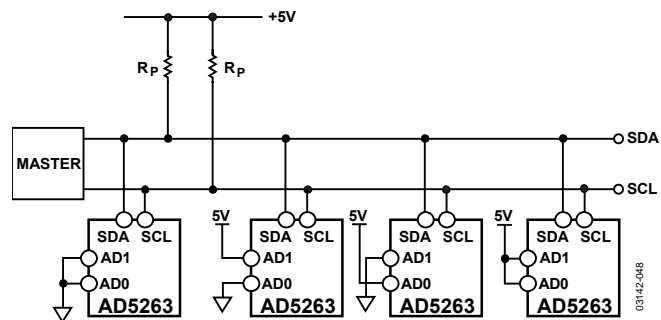 +5V
RP RP
SDA
MASTER
SCL
5V 5V 5V
SDA SCL SDA SCL SDA SCL SDA SCL
AD1 AD1 AD1 AD1
AD0 AD0 AD0 AD0
AD5263 AD5263 AD5263 AD5263
03142-048